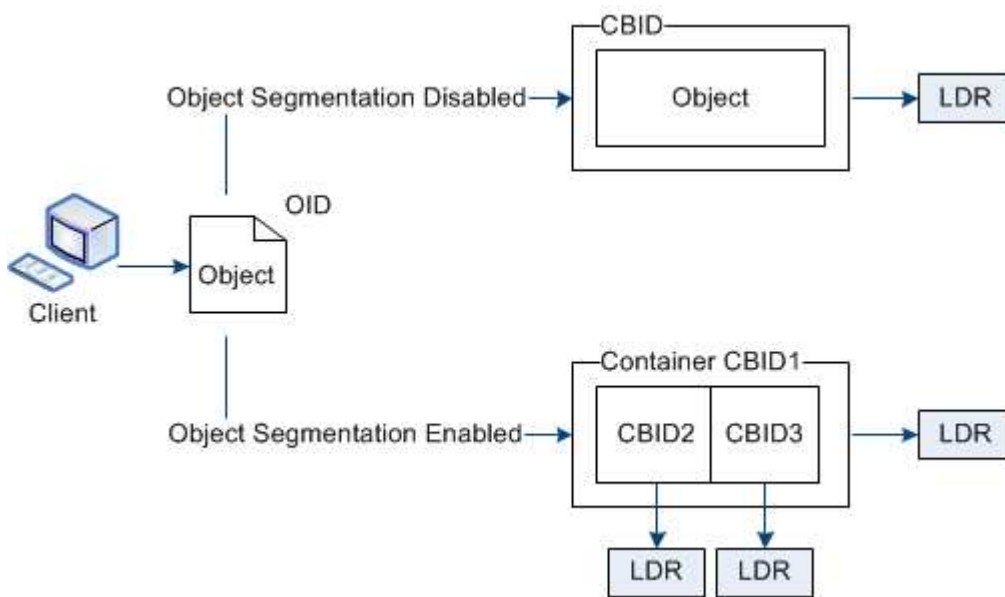 CBID
Object Segmentation Disabled
Object
LDR
OID
Object
Client
Container CBID1
Object Segmentation Enabled
CBID2
CBID3
LDR
LDR
LDR